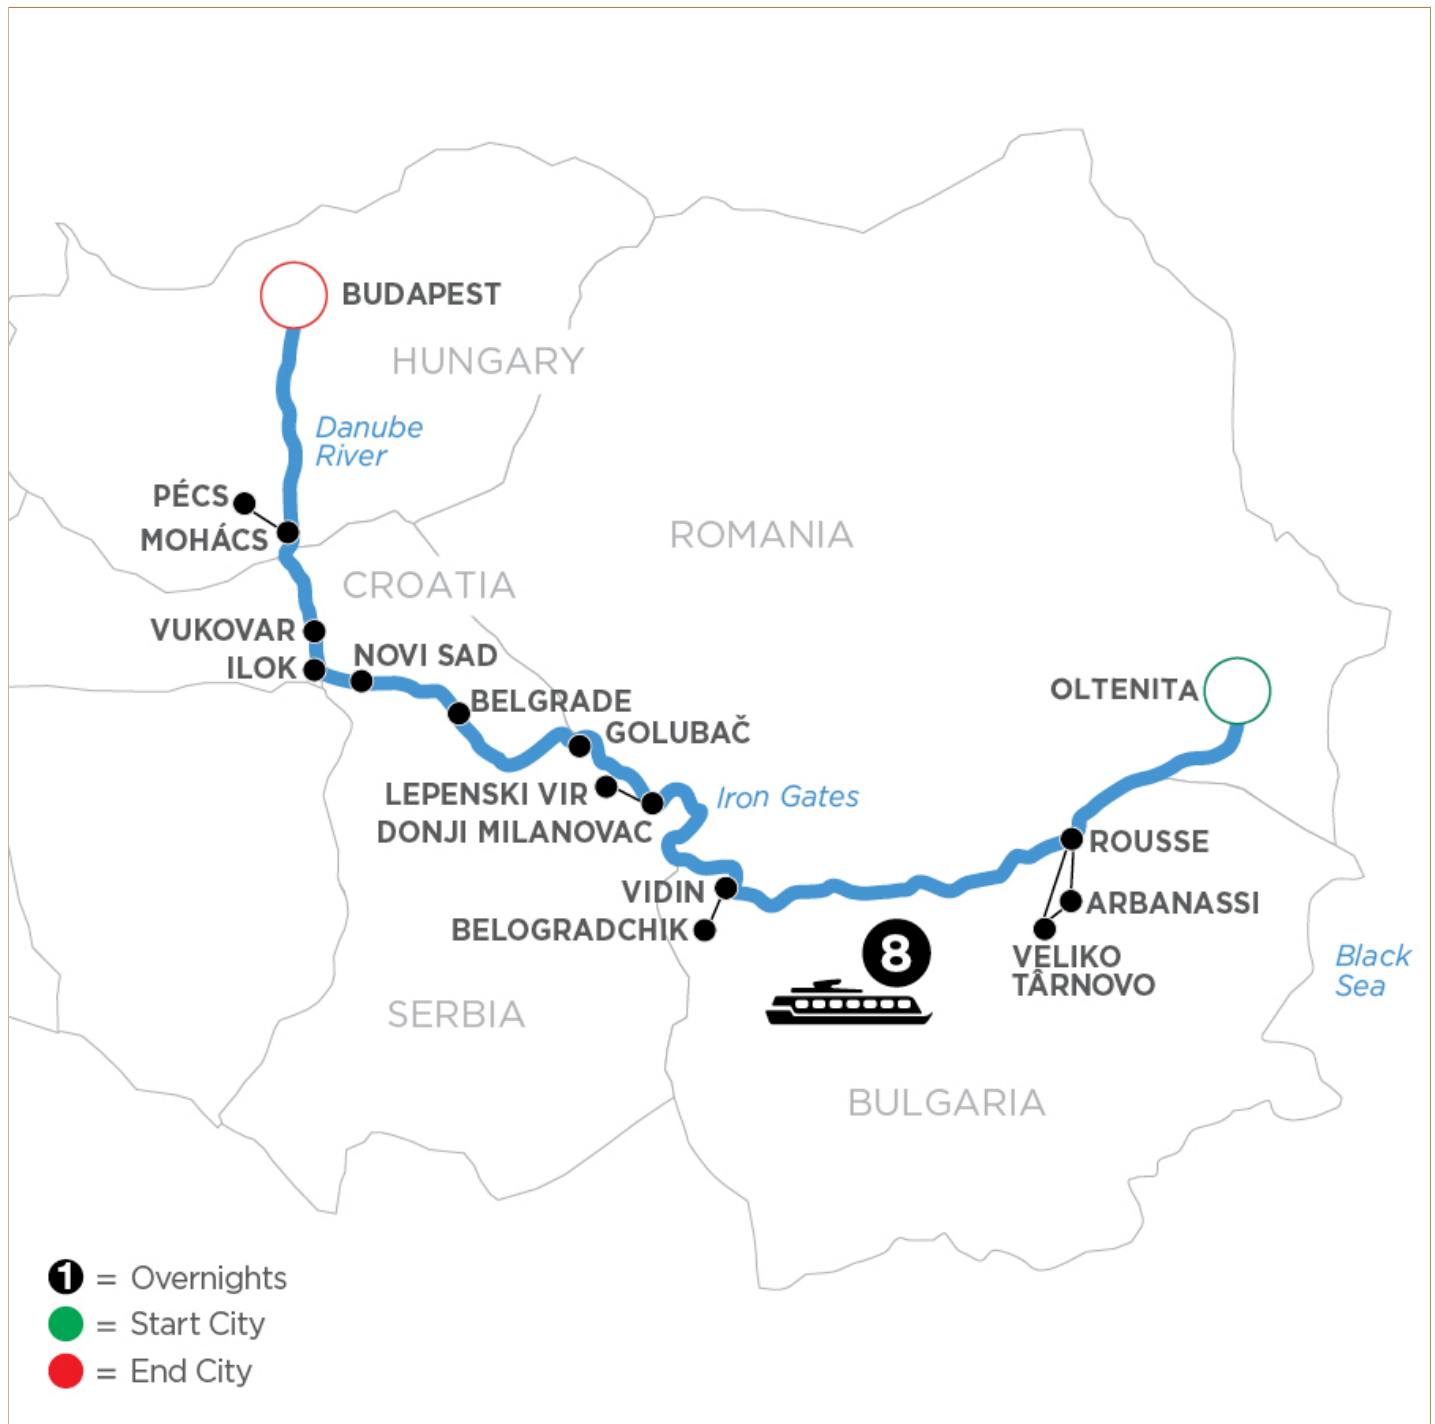 BUDAPEST
HUNGARY
Danube
River
PÉCS
MOHÁCS
ROMANIA
CROATIA
VUKOVAR
NOVI SAD
ILOK
OLTENITA
BELGRADE
GOLUBAČ
LEPENSKI VIR
Iron Gates
DONJI MILANOVAC
ROUSSE
VIDIN
ARBANASSI
BELOGRADCHIK
8
VELIKO
TÂRNOVO
Black
Sea
SERBIA
BULGARIA
1 = Overnights
= Start City
= End City